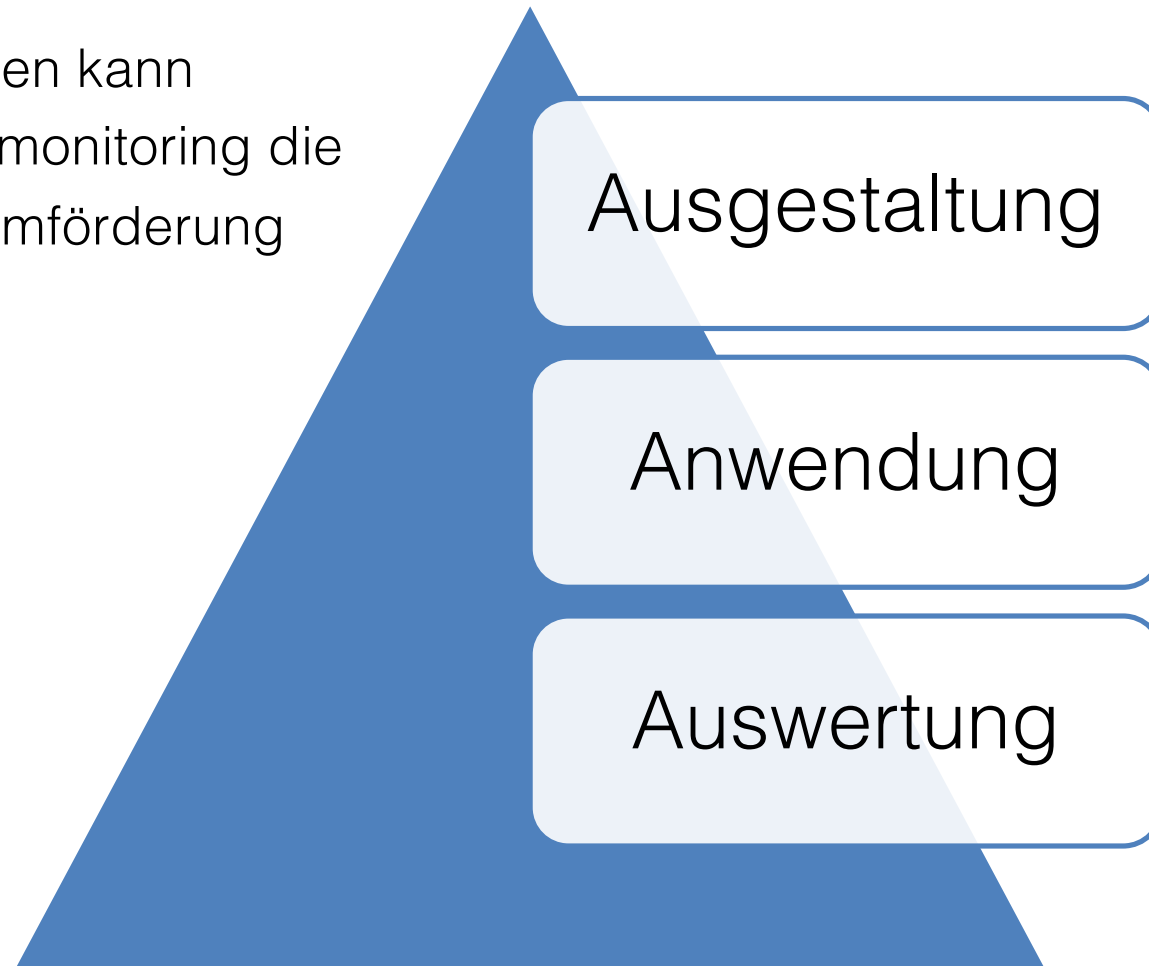 en kann
monitoring die
mförderung
Ausgestaltung
Anwendung
Auswertung